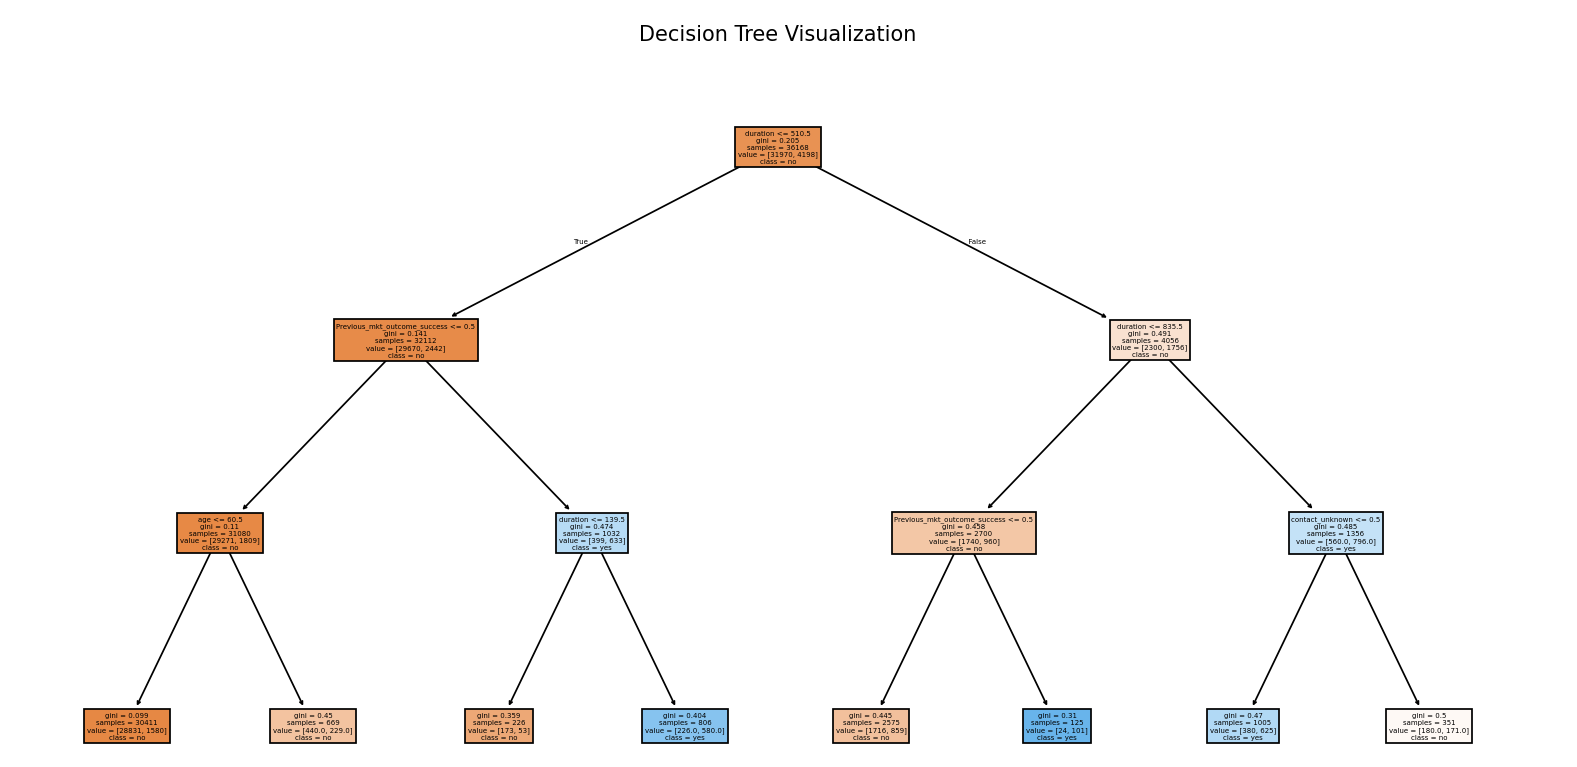 Decision Tree Visualization
duration <= 510.5
gini = 0.205
samples = 36168
value = [31970, 4198]
class = no
True
False
Previous_mkt_outcome_success <= 0.5
gini = 0.141
samples = 32112
value = [29670, 2442]
class = no
duration <= 835.5
gini = 0.491
samples = 4056
value = [2300, 1756]
class = no
age <= 60.5
gini = 0.11
samples = 31080
value = [29271, 1809]
class = no
duration <= 139.5
gini = 0.474
samples = 1032
value = [399, 633]
class = yes
Previous_mkt_outcome_success <= 0.5
gini = 0.458
samples = 2700
value = [1740, 960]
class = no
contact_unknown <= 0.5
gini = 0.485
samples = 1356
value = [560.0, 796.0]
class = yes
gini = 0.099
samples = 30411
value = [28831, 1580]
class = no
gini = 0.45
samples = 669
value = [440.0, 229.0]
class = no
gini = 0.359
samples = 226
value = [173, 53]
class = no
gini = 0.404
samples = 806
value = [226.0, 580.0]
class = yes
gini = 0.445
samples = 2575
value = [1716, 859]
class = no
gini = 0.31
samples = 125
value = [24, 101]
class = yes
gini = 0.47
samples = 1005
value = [380, 625]
class = yes
gini = 0.5
samples = 351
value = [180.0, 171.0]
class = no